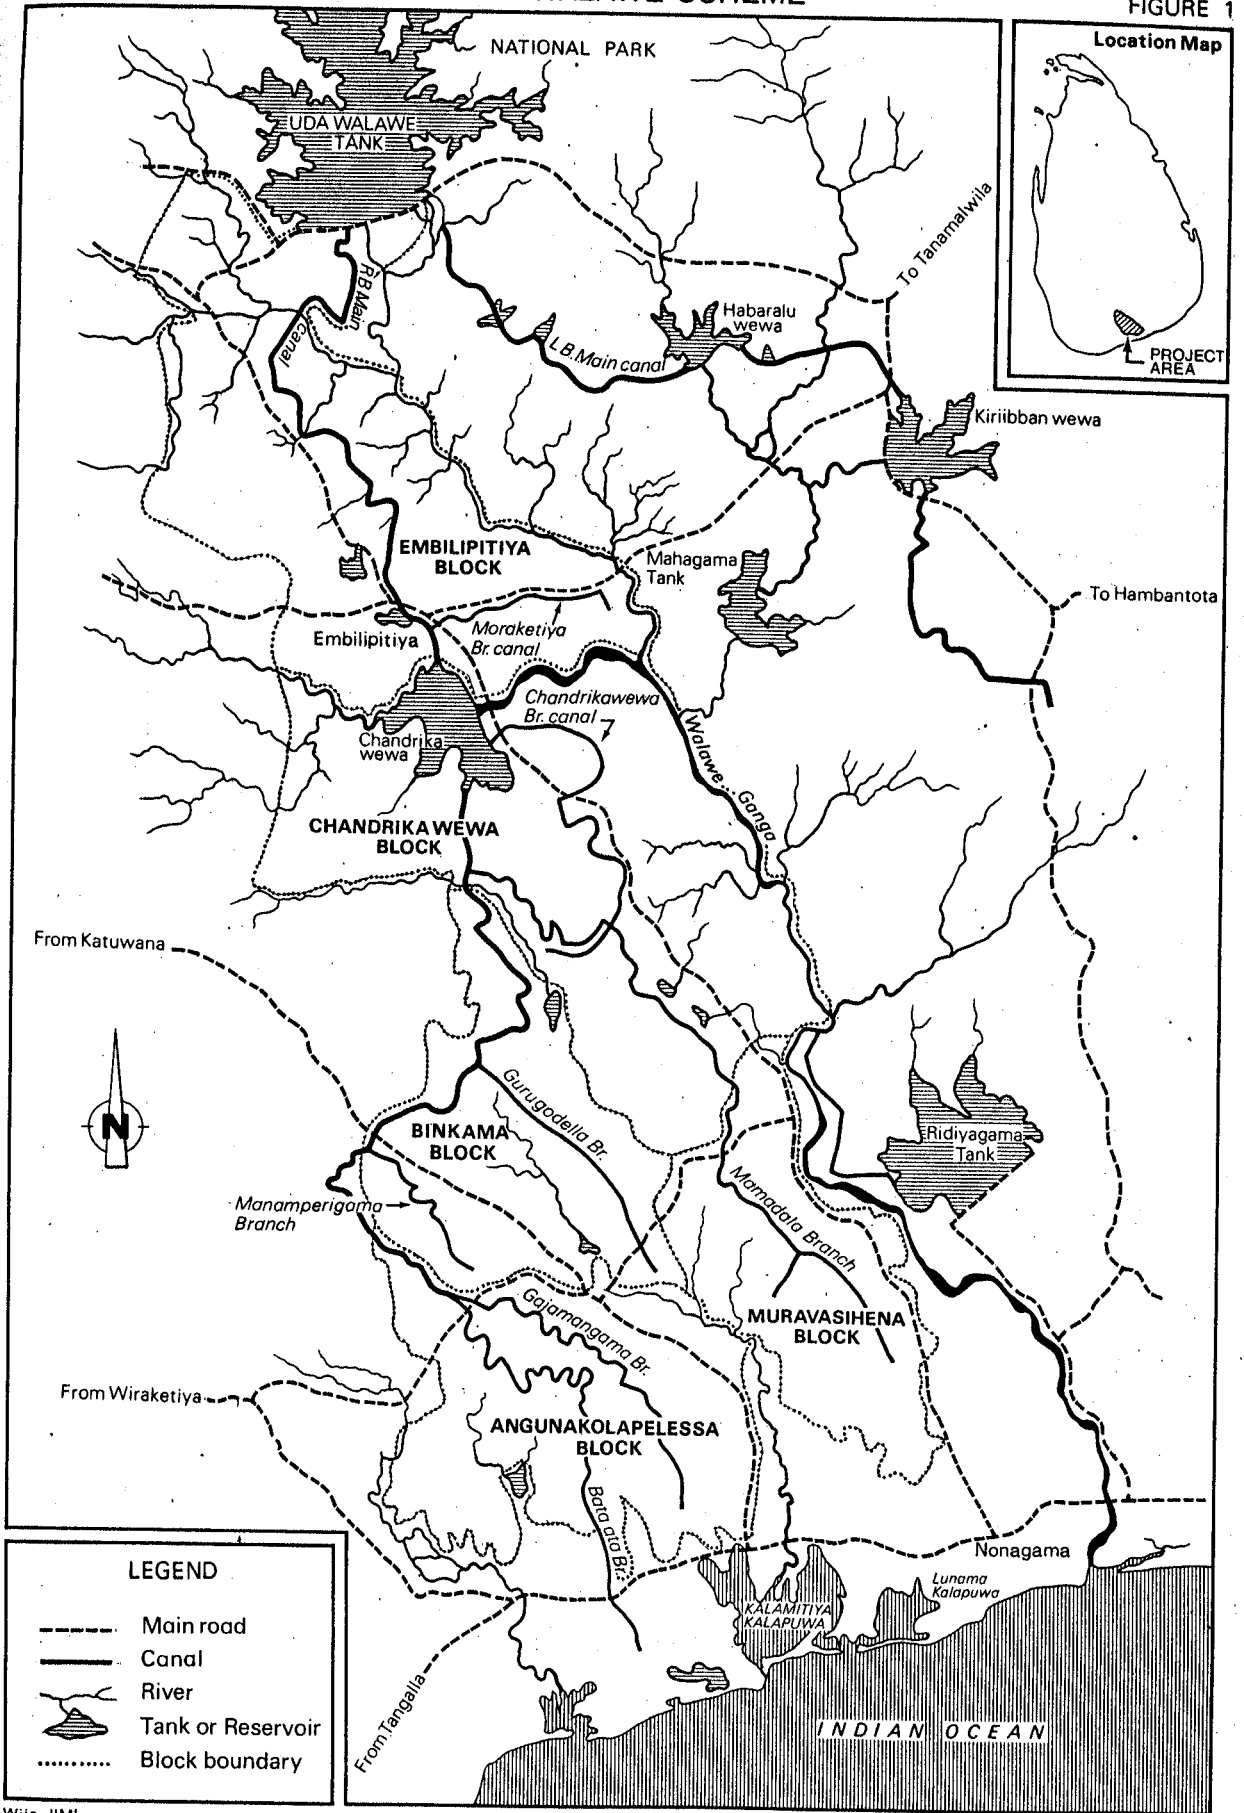 FIGURE 1
NATIONAL PARK
Location Map
UDA WALAWE
TANK
To Tanamalwila
PROJECT
AREA
R.B.Main
Canal
L.B.Main canal
Habaralu
wewa
Kiriibban wewa
EMBILIPITIYA
BLOCK
Mahagama
Tank
To Hambantota
Embilipitiya
Moraketiya
Br. canal
Chandrikawewa
Br. canal
Chandrika
wewa
Walawe Ganga
CHANDRIKA WEWA
BLOCK
From Katuwana
N
Gurugodella Br.
BINKAMA
BLOCK
Ridiyagama
Tank
Manamperigama
Branch
Mamadala Branch
Gajamangama Br.
MURAVASIHENA
BLOCK
From Wiraketiya
ANGUNAKOLAPELESSA
BLOCK
Bata ata Br.
Nonagama
Lunama
Kalapuwa
KALAMITIYA
KALAPUWA
From Tangalla
INDIAN OCEAN
LEGEND
Main road
Canal
River
Tank or Reservoir
Block boundary